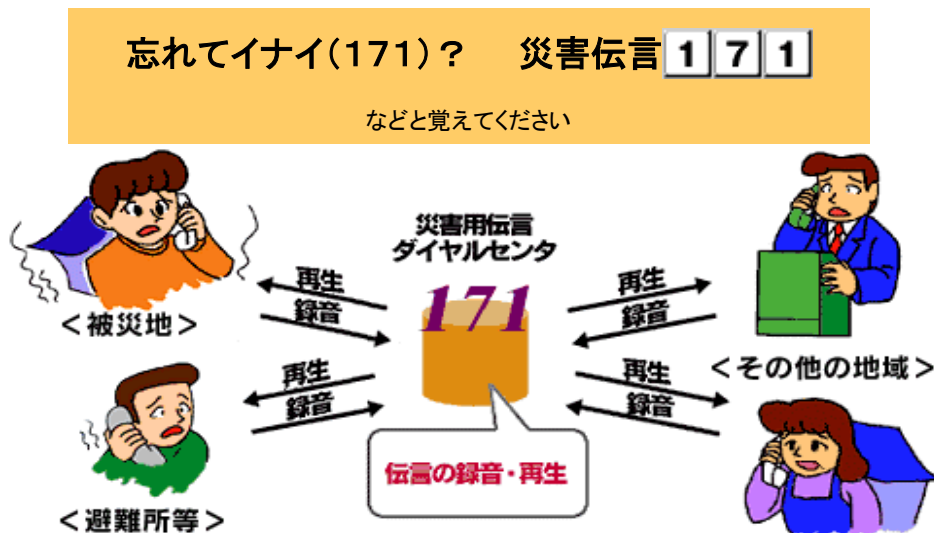 忘れてイナイ(171)? 災害伝言171
などと覚えてください
災害用伝言
ダイヤルセンタ
171
再生
録音
再生
録音
<被災地>
再生
録音
再生
録音
<その他の地域>
伝言の録音・再生
<避難所等>